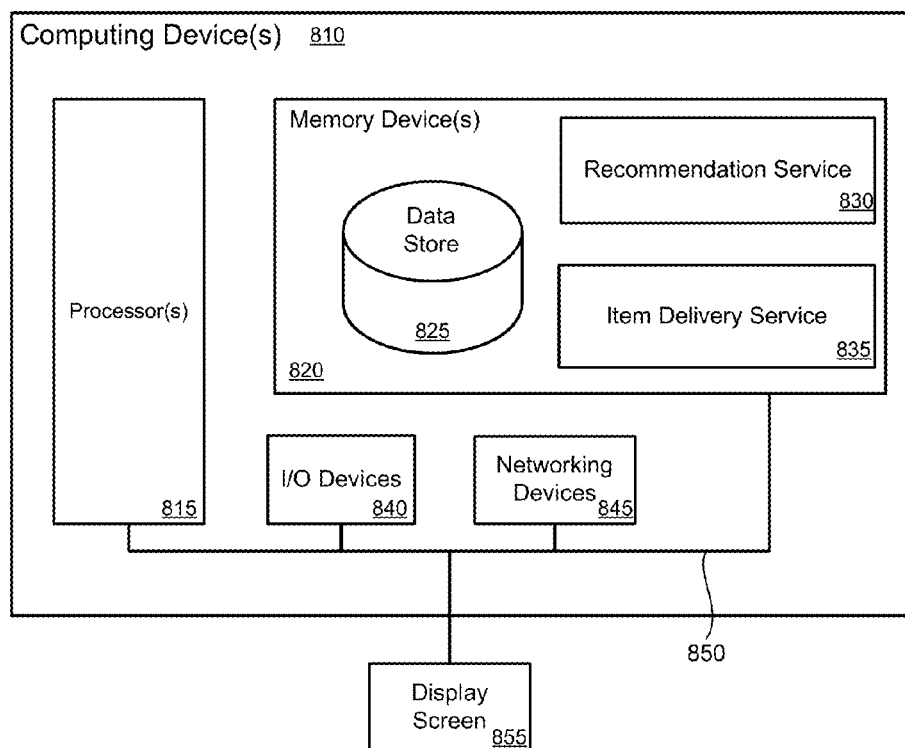 Computing Device(s) 810
Memory Device(s)
Recommendation Service
830
Data
Store
825
Processor(s)
Item Delivery Service
835
820
I/O Devices
840
Networking
Devices
845
815
850
Display
Screen
855